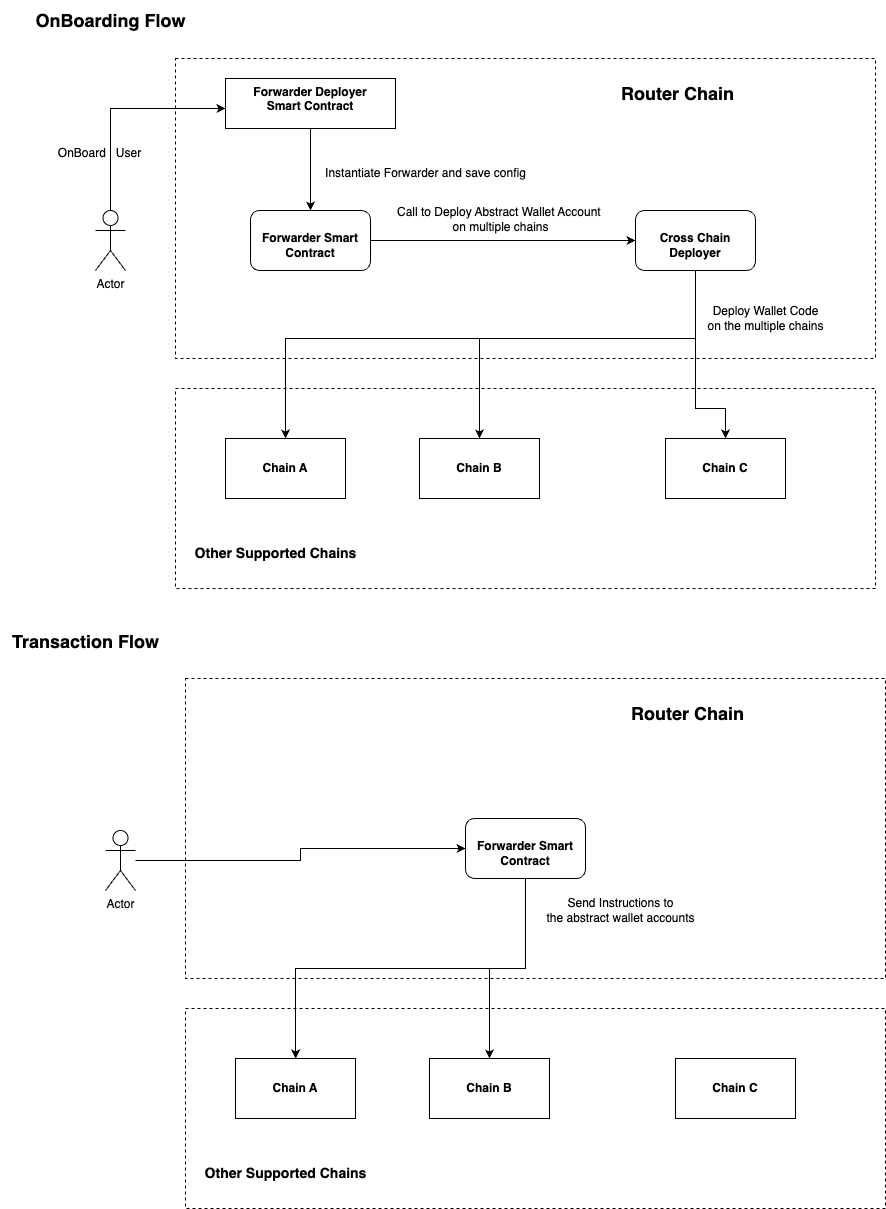 OnBoarding Flow
Router Chain
Forwarder Deployer
Smart Contract
OnBoard User
Instantiate Forwarder and save config
Call to Deploy Abstract Wallet Account
on multiple chains
Forwarder Smart
Contract
Cross Chain
Deployer
Actor
Deploy Wallet Code
on the multiple chains
Chain A
Chain B
Chain C
Other Supported Chains
Transaction Flow
Router Chain
Forwarder Smart
Contract
Actor
Send Instructions to
the abstract wallet accounts
Chain A
Chain B
Chain C
Other Supported Chains